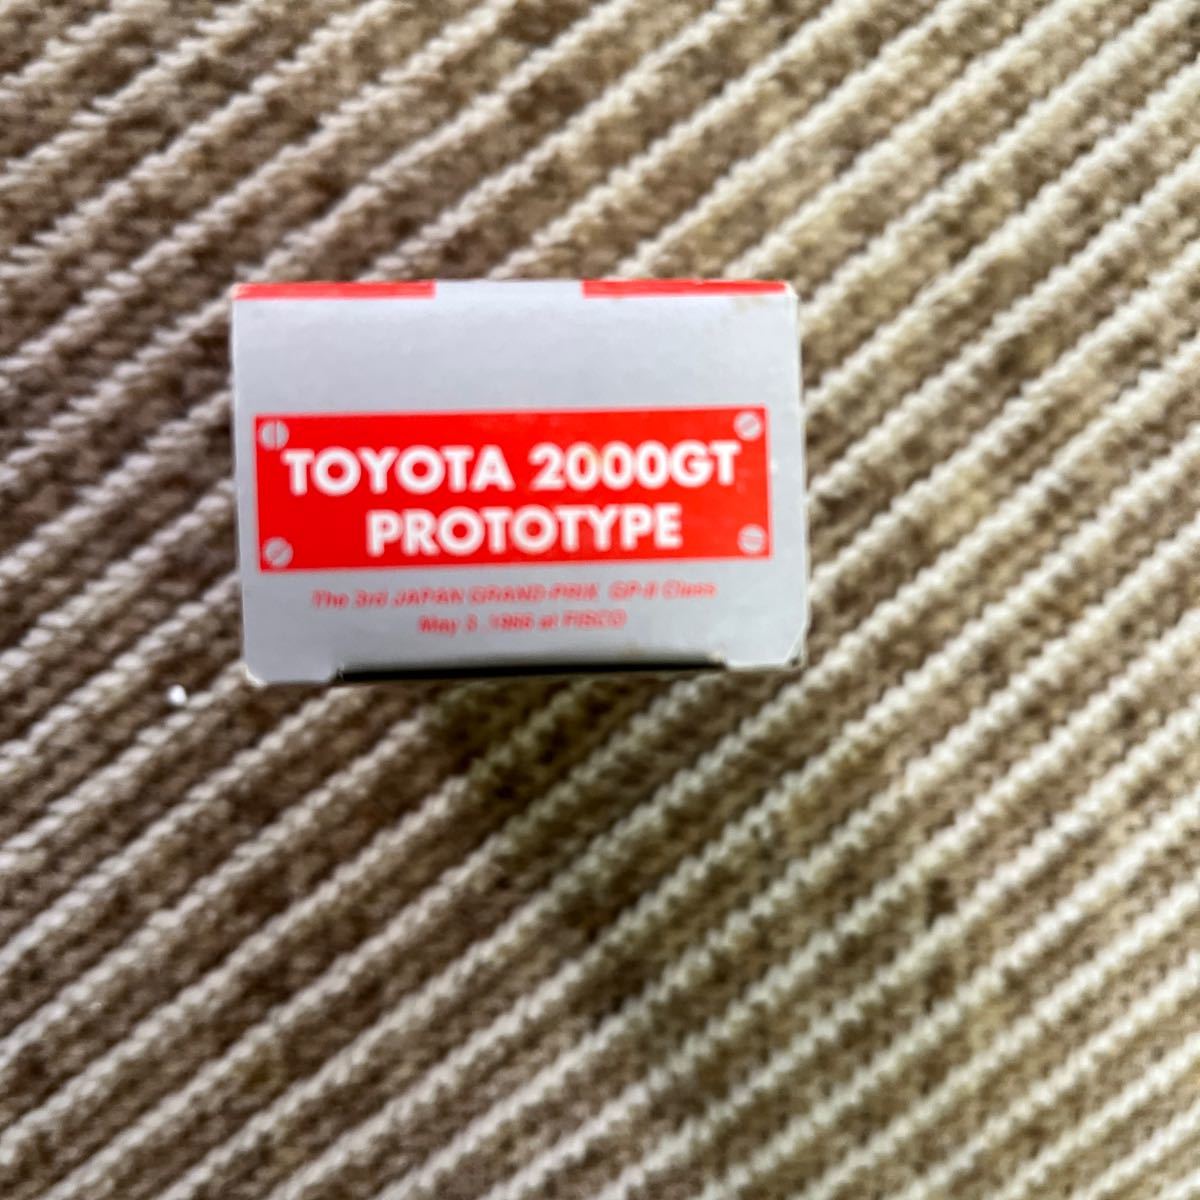 TOYOTA 2000GT
PROTOTYPE
The 3rd JAPAN GRAND-PRIX GP-II Class
May 3, 1966 at FISCO